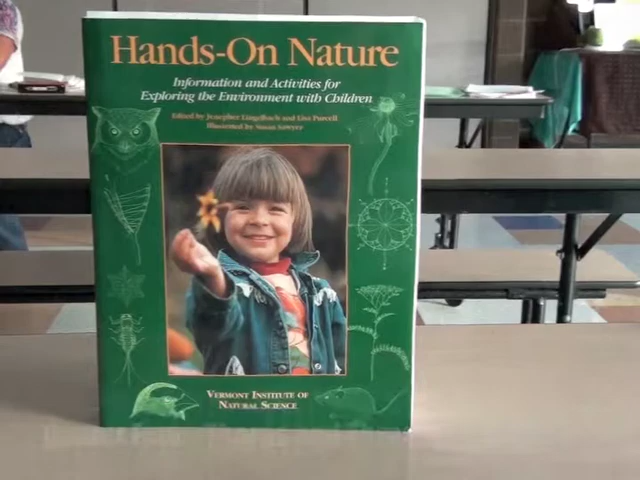 Hands-On Nature
Information and Activities for
Exploring the Environment with Children
Edited by Jenepher Lingelbach and Lisa Purcell
Illustrated by Susan Sawyer
VERMONT INSTITUTE OF
NATURAL SCIENCE